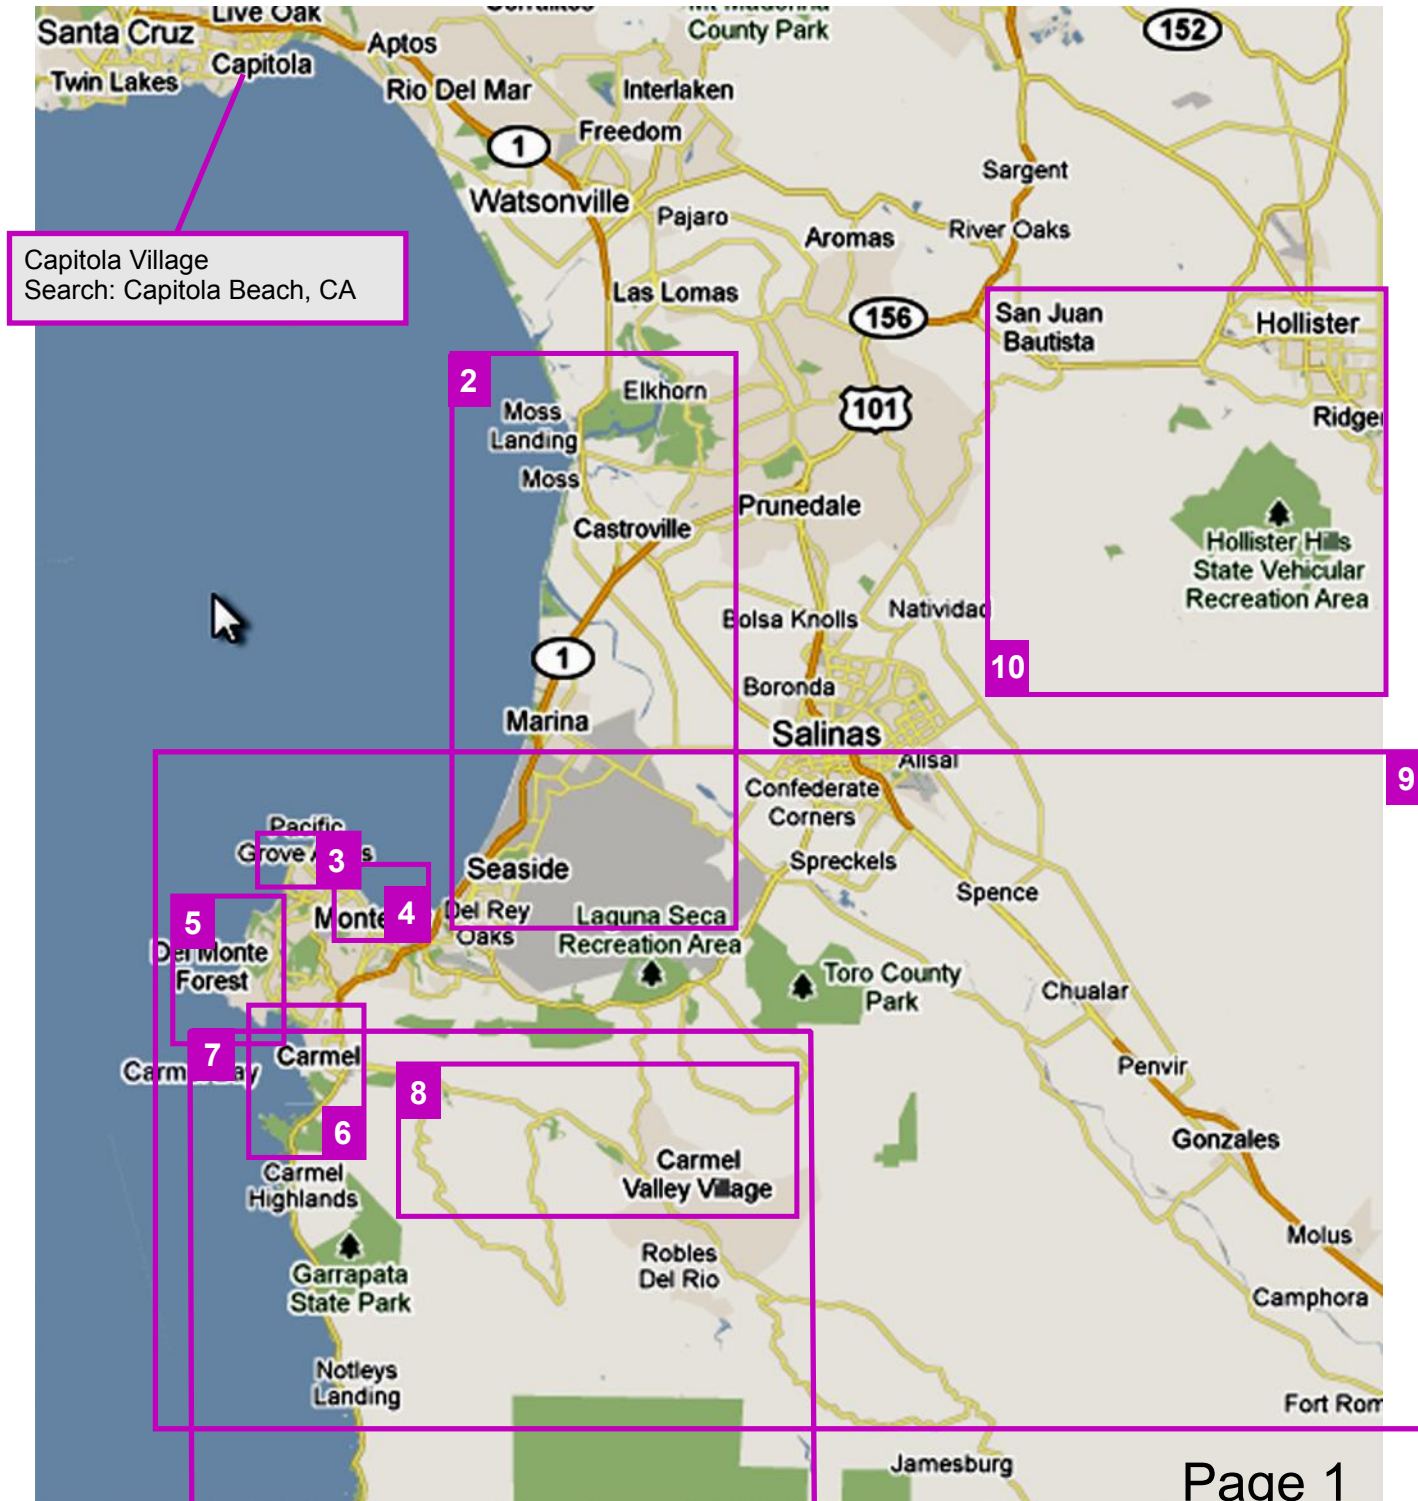 Live Oak
Santa Cruz
Aptos
County Park
152
Capitola
Twin Lakes
Rio Del Mar
Interlaken
1
Freedom
Sargent
Watsonville
Pajaro
Aromas
River Oaks
Capitola Village
Search: Capitola Beach, CA
Las Lomas
156
San Juan
Bautista
Hollister
2
Elkhorn
Moss
Landing
101
Moss
Prunedale
Castroville
Hollister Hills
State Vehicular
Recreation Area
Bolsa Knolls
Natividad
1
10
Boronda
Marina
Salinas
Alisal
9
Confederate
Corners
Pacific
Grove
3
Spreckels
Seaside
Spence
5
4
Del Rey
Oaks
Laguna Seca
Recreation Area
Del Monte
Forest
Toro County
Park
Chualar
7
Carmel
Penvir
8
6
Gonzales
Carmel
Valley Village
Carmel
Highlands
Molus
Robles
Del Rio
Garrapata
State Park
Camphora
Notleys
Landing
Jamesburg
Page 1